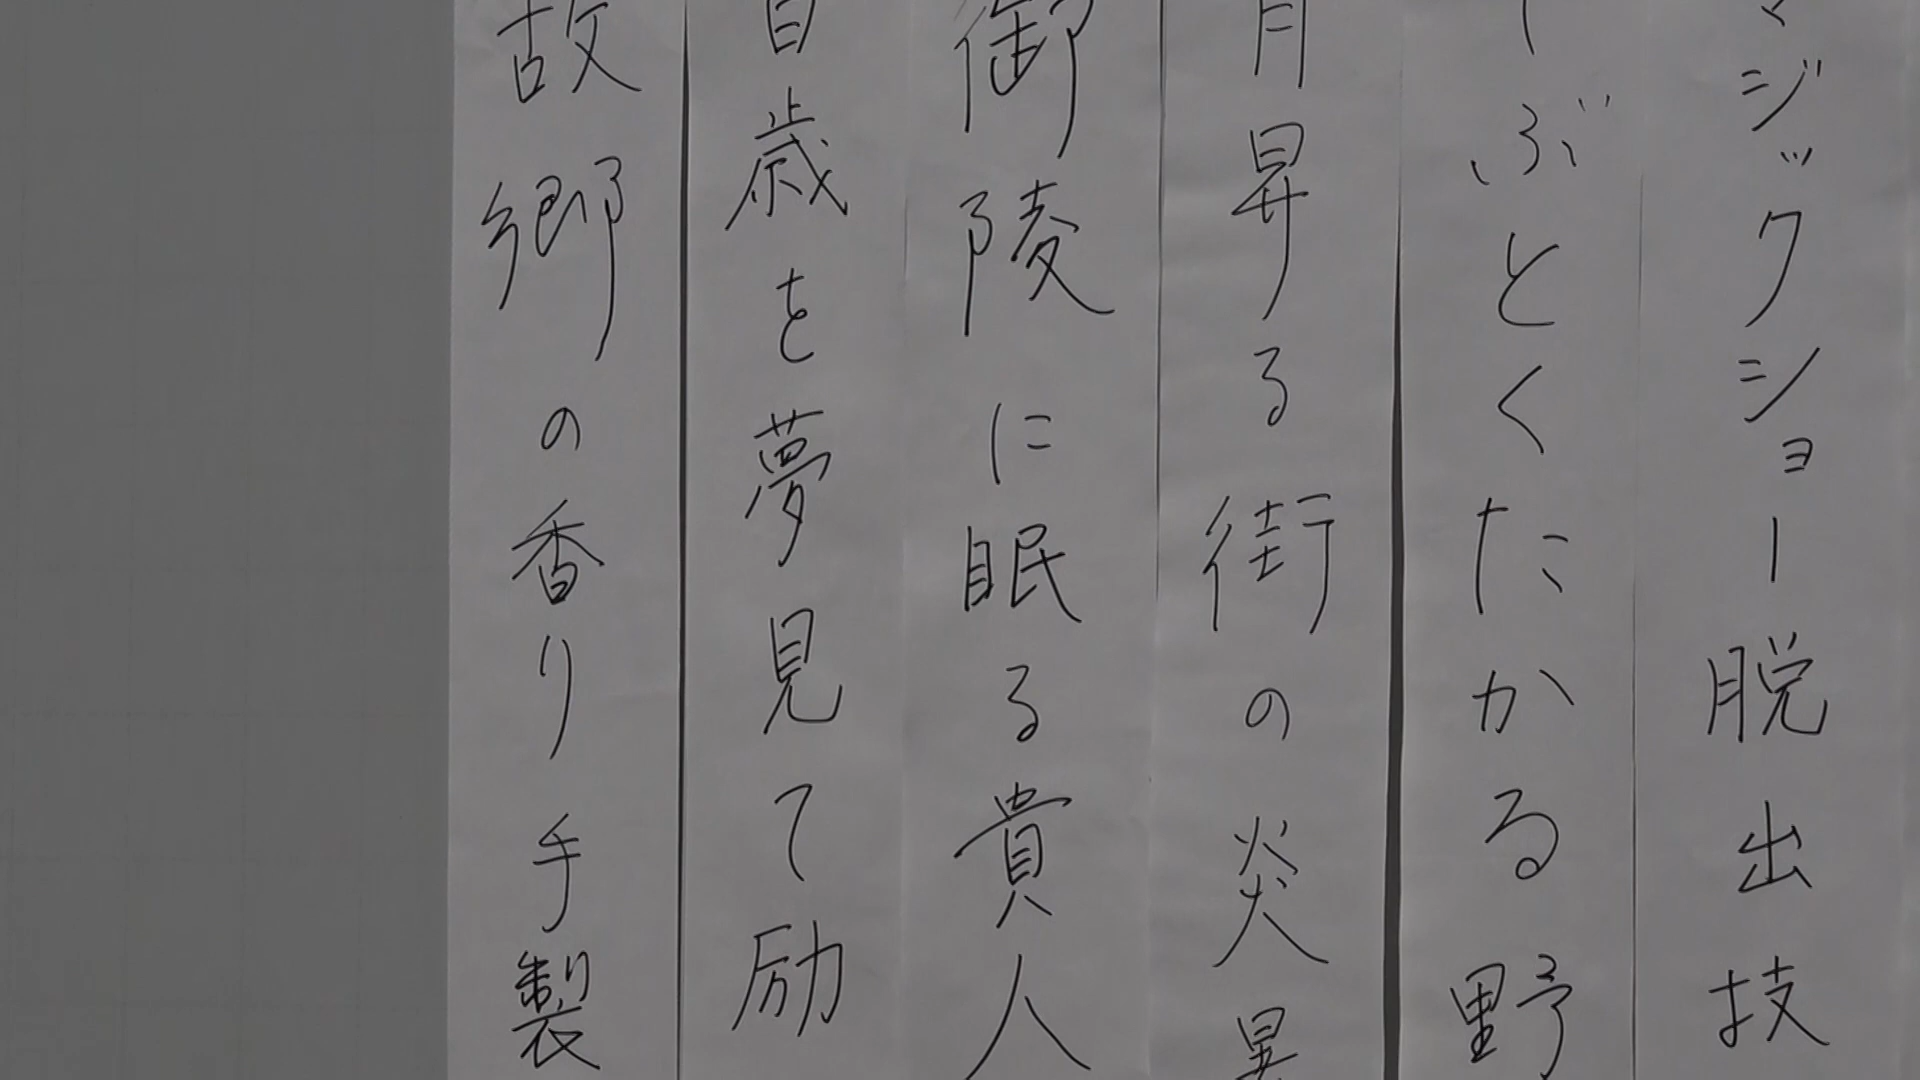 マジックショー脱出技
しぶとくたかる野
月昇る街の炎
御陵に眠る貴人
百歳を夢見て励
故郷の香り手製